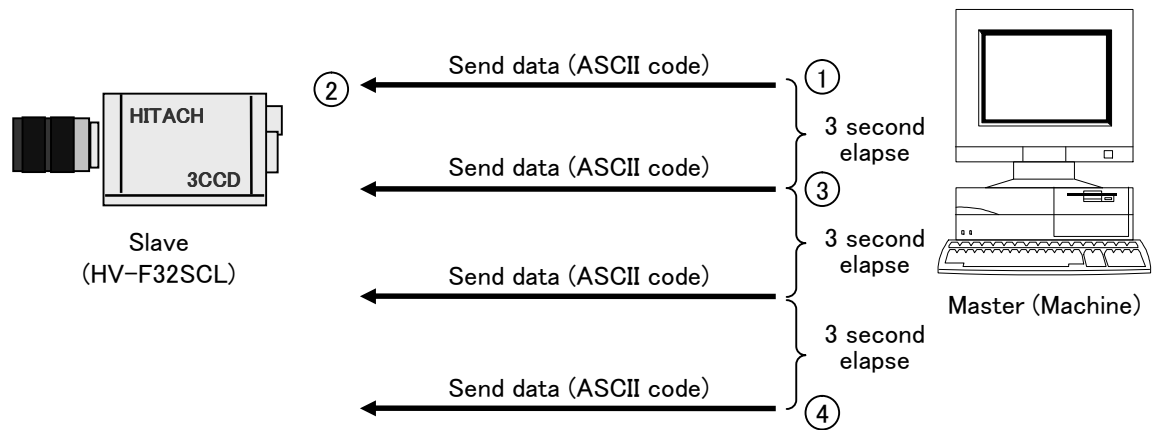 Send data (ASCII code)
①
②
HITACH
3CCD
3 second
elapse
Send data (ASCII code)
③
Slave
(HV-F32SCL)
3 second
elapse
Send data (ASCII code)
Master (Machine)
3 second
elapse
Send data (ASCII code)
④